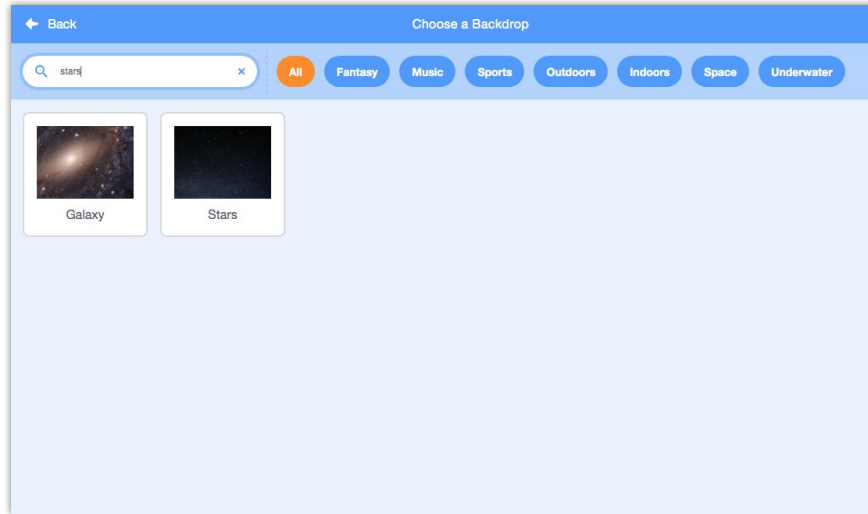 Back
Choose a Backdrop
stars
All
Fantasy
Music
Sports
Outdoors
Indoors
Space
Underwater
Galaxy
Stars